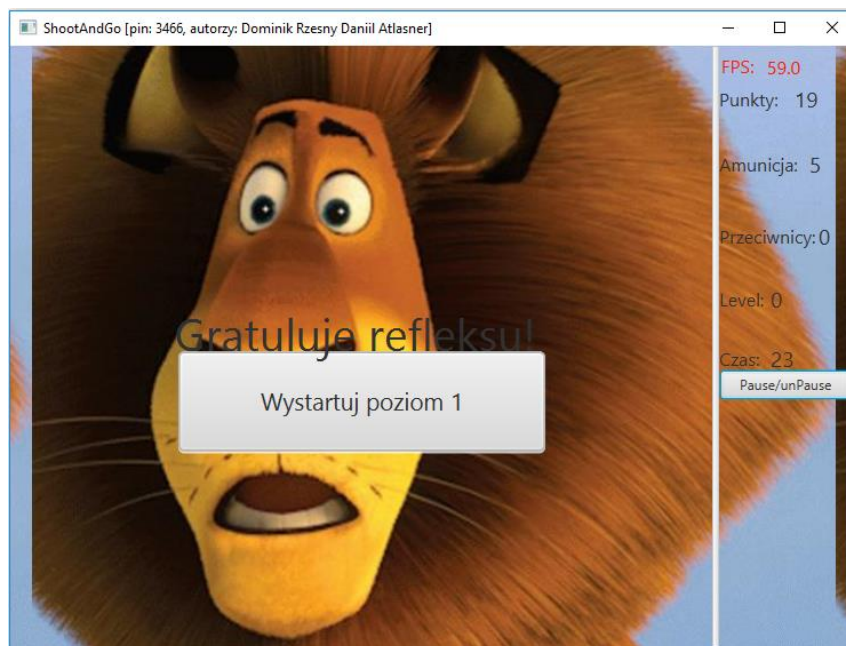 ShootAndGo [pin: 3466, autorzy: Dominik Rzesny Daniil Atlasner]
FPS: 59.0
Punkty: 19
Amunicja: 5
Przeciwnicy: 0
Level: 0
Czas: 23
Pause/unPause
Gratuluje refleksu!
Wystartuj poziom 1